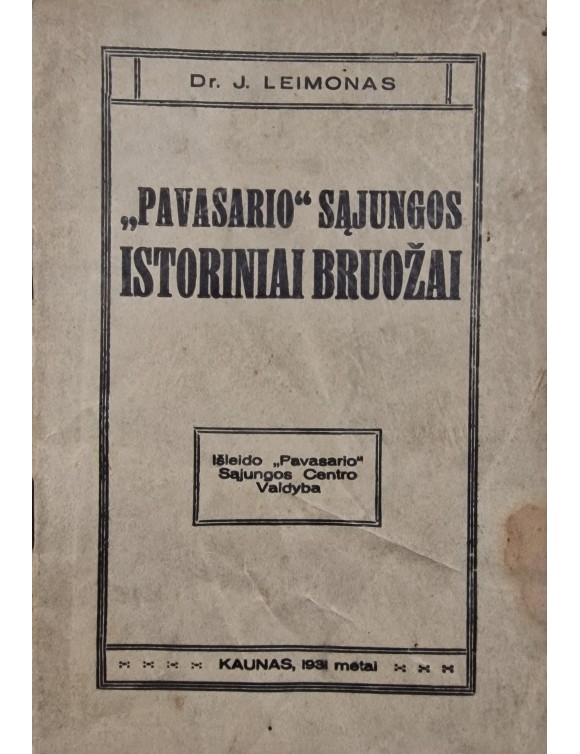 Dr. J. LEIMONAS
„PAVASARIO“ SĄJUNGOS
ISTORINIAI BRUOŽAI
Išleido „Pavasario“
Sąjungos Centro
Valdyba
KAUNAS, 1931 metai